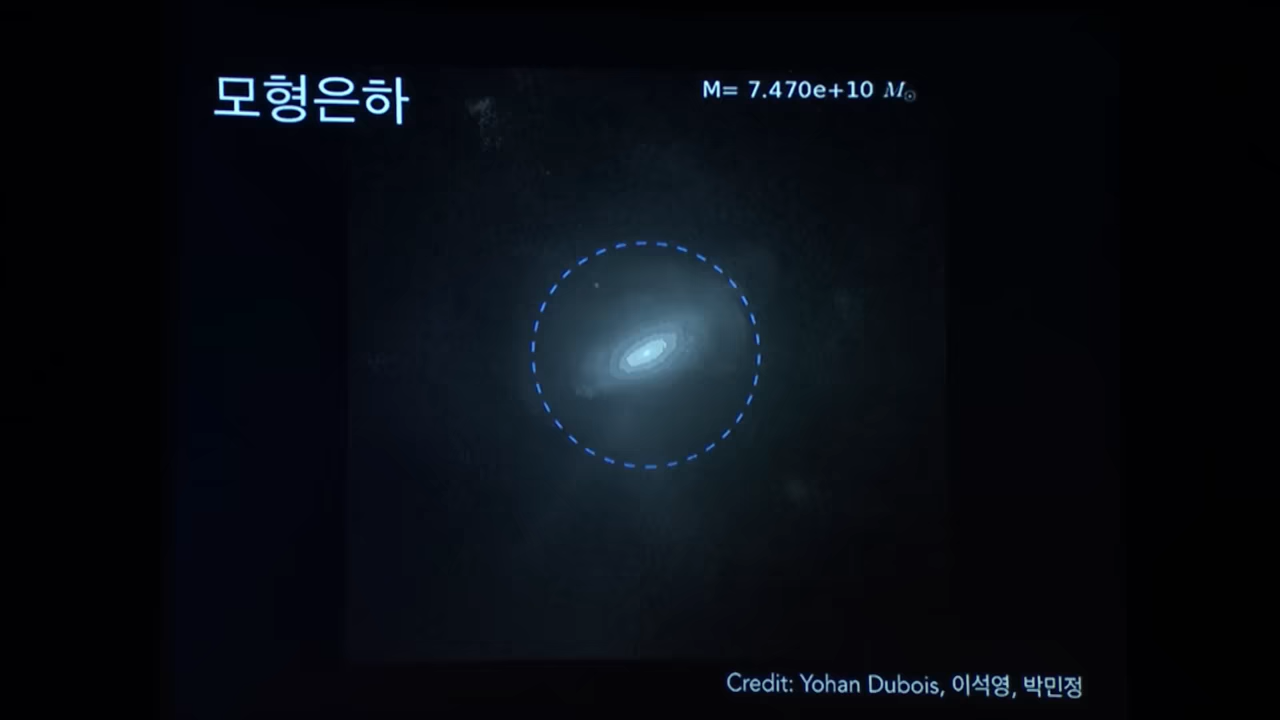 모형은하
M= 7.470e+10 M☉
Credit: Yohan Dubois, 이석영, 박민정